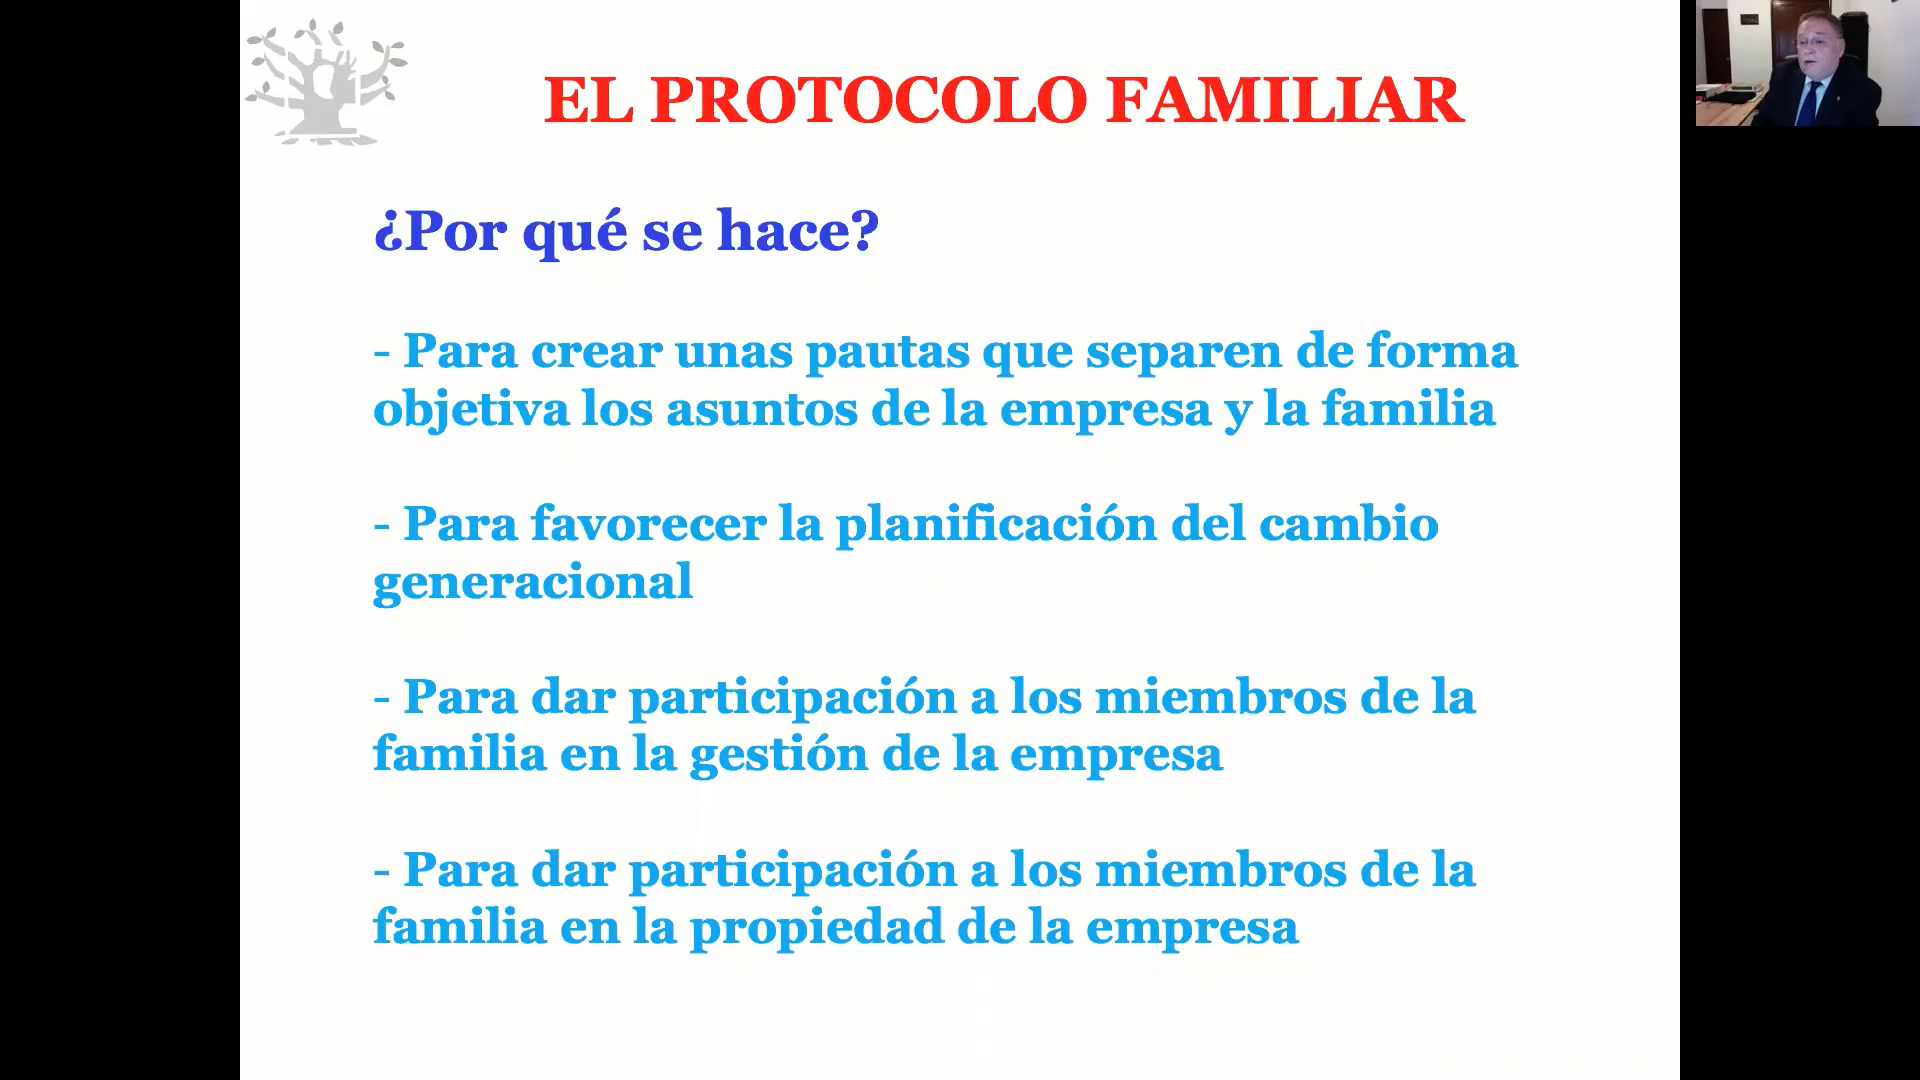 EL PROTOCOLO FAMILIAR
¿Por qué se hace?
- Para crear unas pautas que separen de forma
objetiva los asuntos de la empresa y la familia
- Para favorecer la planificación del cambio
generacional
- Para dar participación a los miembros de la
familia en la gestión de la empresa
- Para dar participación a los miembros de la
familia en la propiedad de la empresa